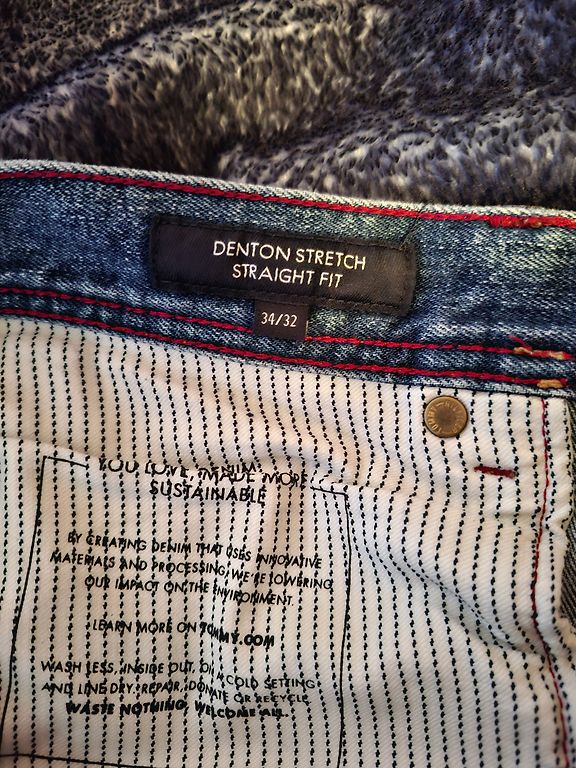 DENTON STRETCH
STRAIGHT FIT
34/32
YOU LOVE, MADE MORE
SUSTAINABLE
BY CREATING DENIM THAT USES INNOVATIVE
MATERIALS AND PROCESSING, WE'RE LOWERING
OUR IMPACT ON THE ENVIRONMENT.
LEARN MORE ON TOMMY.COM
WASH LESS, INSIDE OUT, ON A COLD SETTING
AND LINE DRY. REPAIR, DONATE OR RECYCLE.
WASTE NOTHING, WELCOME ALL.